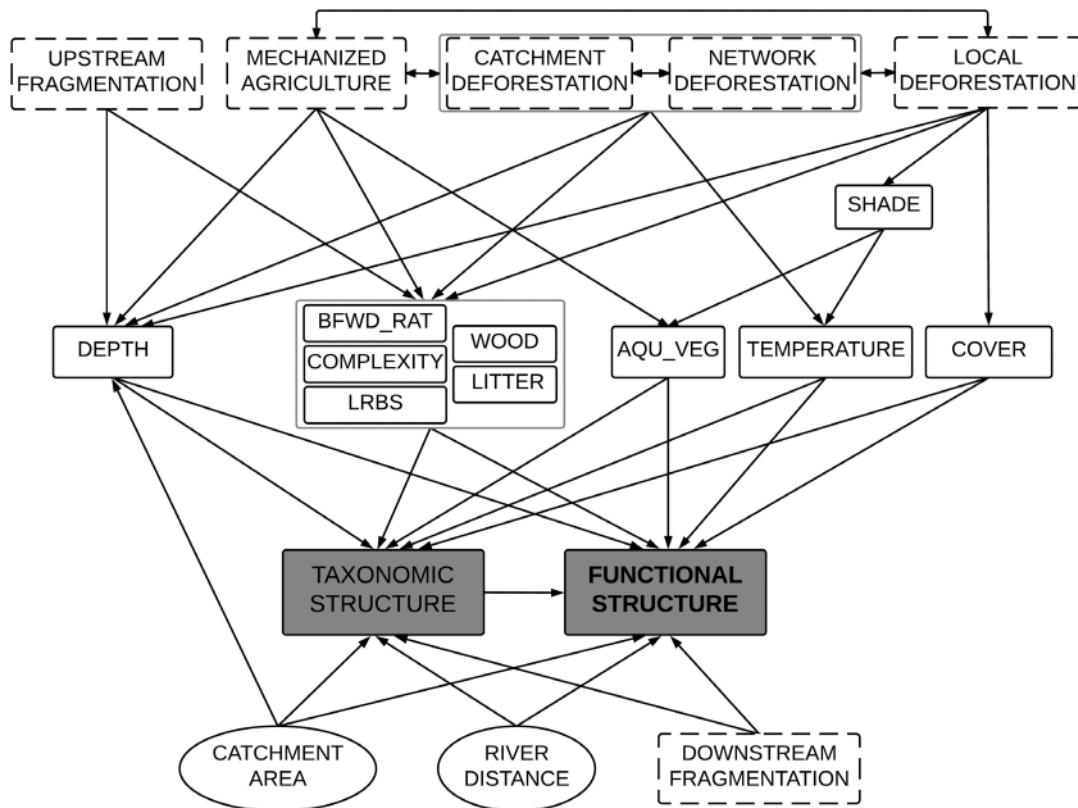 UPSTREAM
FRAGMENTATION
MECHANIZED
AGRICULTURE
CATCHMENT
DEFORESTATION
NETWORK
DEFORESTATION
LOCAL
DEFORESTATION
SHADE
DEPTH
BFWD_RAT
COMPLEXITY
LRBS
WOOD
LITTER
AQU_VEG
TEMPERATURE
COVER
TAXONOMIC
STRUCTURE
FUNCTIONAL
STRUCTURE
CATCHMENT
AREA
RIVER
DISTANCE
DOWNSTREAM
FRAGMENTATION